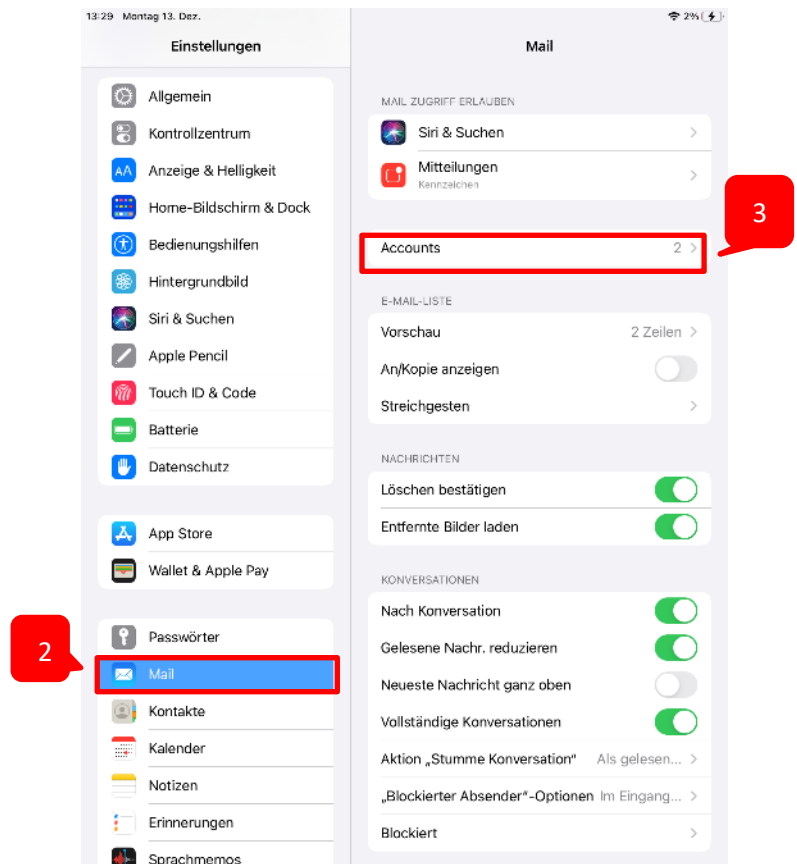 13:29 Montag 13. Dez.
2%
Einstellungen
Allgemein
Kontrollzentrum
AA Anzeige & Helligkeit
Home-Bildschirm & Dock
Bedienungshilfen
Hintergrundbild
Siri & Suchen
Apple Pencil
Touch ID & Code
Batterie
Datenschutz
App Store
Wallet & Apple Pay
Passwörter
2
Mail
Kontakte
Kalender
Notizen
Erinnerungen
Sprachmemos
Mail
MAIL ZUGRIFF ERLAUBEN
Siri & Suchen
Mitteilungen
Kennzeichen
3
Accounts 2
E-MAIL-LISTE
Vorschau 2 Zeilen
An/Kopie anzeigen
Streichgesten
NACHRICHTEN
Löschen bestätigen
Entfernte Bilder laden
KONVERSATIONEN
Nach Konversation
Gelesene Nachr. reduzieren
Neueste Nachricht ganz oben
Vollständige Konversationen
Aktion „Stumme Konversation“ Als gelesen...
„Blockierter Absender“-Optionen Im Eingang...
Blockiert